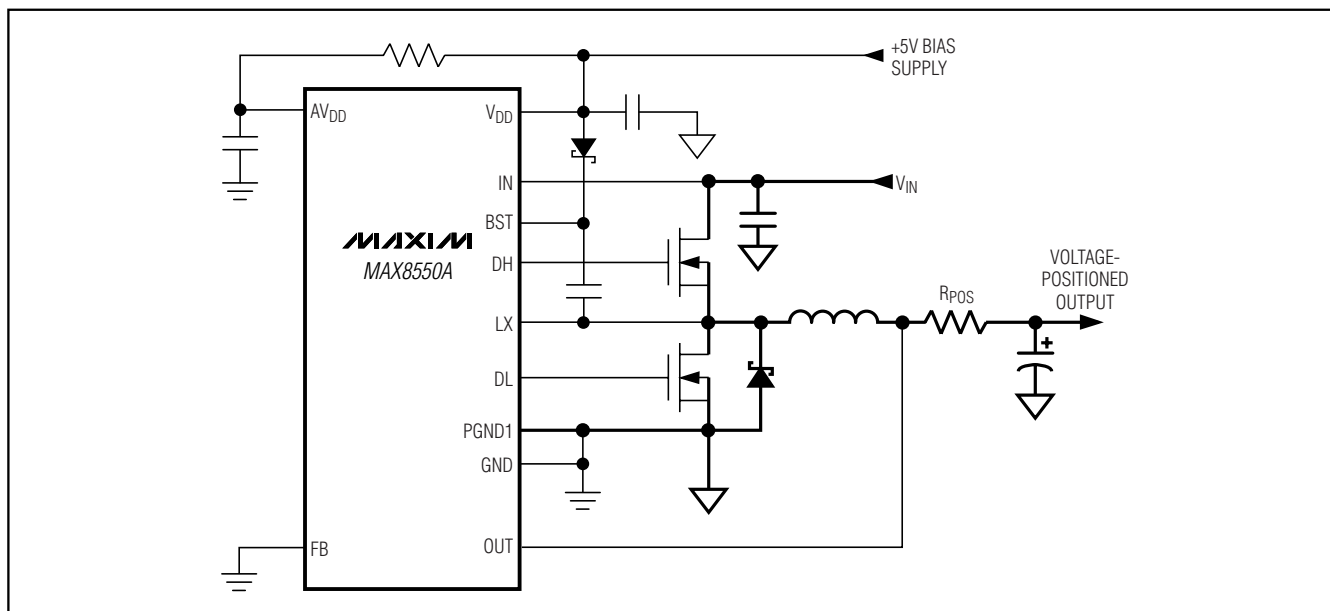 +5V BIAS
SUPPLY
AVDD
VDD
IN
VIN
BST
MAXIM
MAX8550A
DH
VOLTAGE-
POSITIONED
OUTPUT
RPOS
LX
DL
PGND1
GND
FB
OUT
+